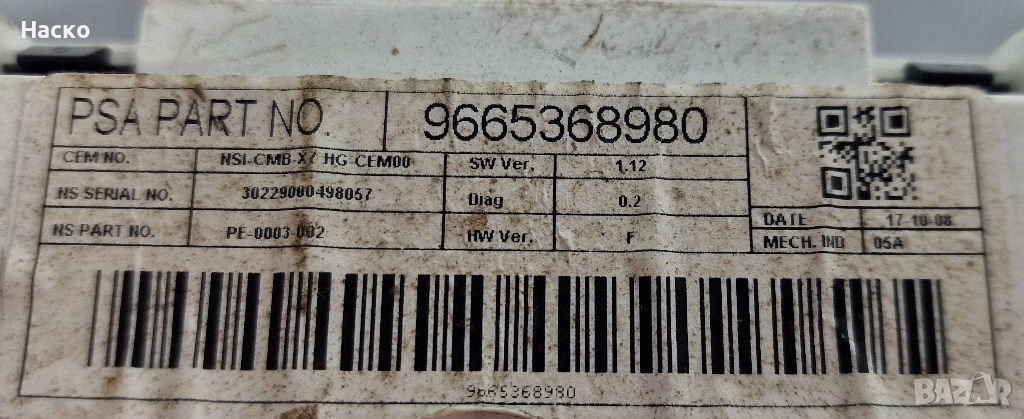 Наско
PSA PART NO. 9665368980
CEM NO. NSI-CMB-X7 HG-CEM00 SW Ver. 1.12
NS SERIAL NO. 30229000498057 Diag 0.2
NS PART NO. PE-0003 002 HW Ver. F
DATE 17-10-08
MECH. IND 05A
9665368980
BAZAR